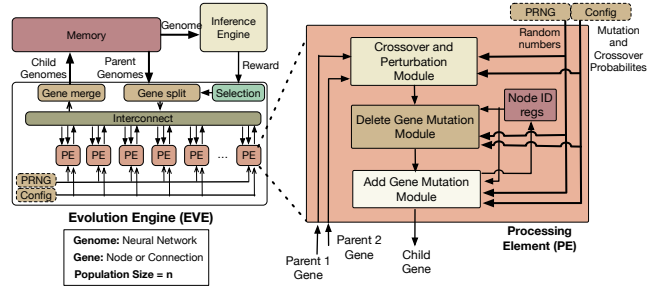 Genome
Memory
Inference
Engine
Child
Genomes
Parent
Genomes
Reward
Gene merge
Gene split
Selection
Interconnect
PE
PE
PE
PE
PE
...
PE
PRNG
Config
Evolution Engine (EVE)
Genome: Neural Network
Gene: Node or Connection
Population Size = n
PRNG
Config
Random
numbers
Mutation
and
Crossover
Probabilites
Crossover and
Perturbation
Module
Delete Gene Mutation
Module
Node ID
regs
Add Gene Mutation
Module
Processing
Element (PE)
Parent 1
Gene
Parent 2
Gene
Child
Gene